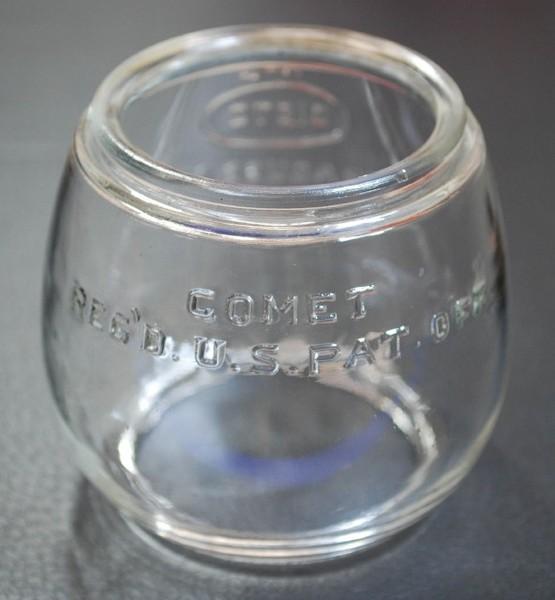 COMET
REG'D. U.S. PAT. OFF.